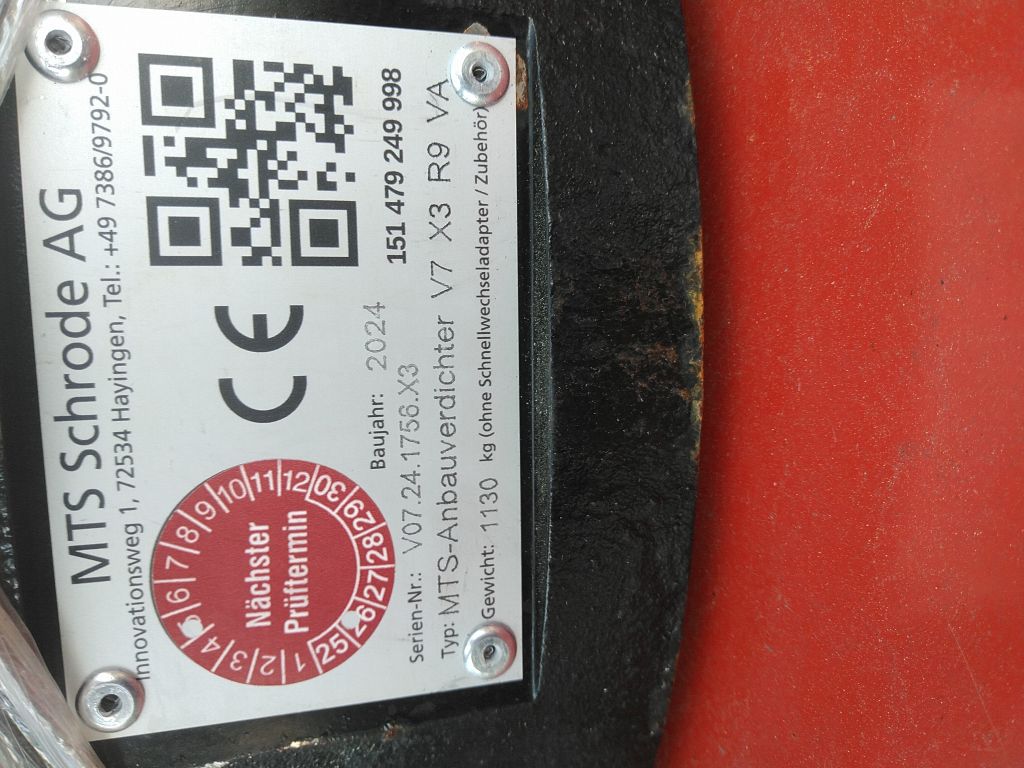 MTS Schrode AG
Innovationsweg 1, 72534 Hayingen, Tel.: +49 7386/9792-0
1 2 3 4 6 7 8 9 10 11 12
Nächster
Prüftermin
25 26 27 28 29 30
CE
Baujahr: 2024
151 479 249 998
Serien-Nr.: V07.24.1756.X3
Typ: MTS-Anbauverdichter V7 X3 R9 VA
Gewicht: 1130 kg (ohne Schnellwechseladapter / Zubehör)